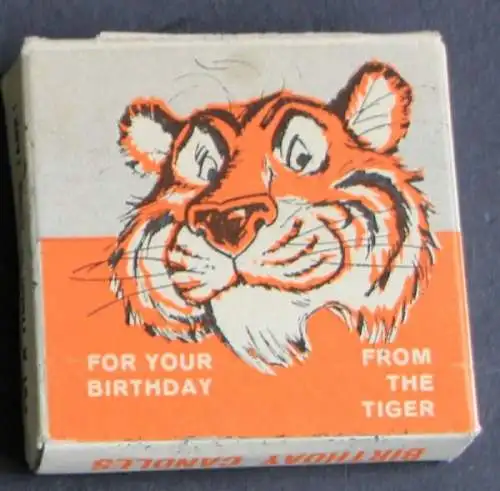 FOR YOUR
BIRTHDAY
FROM
THE
TIGER
BIRTHDAY CANDLES